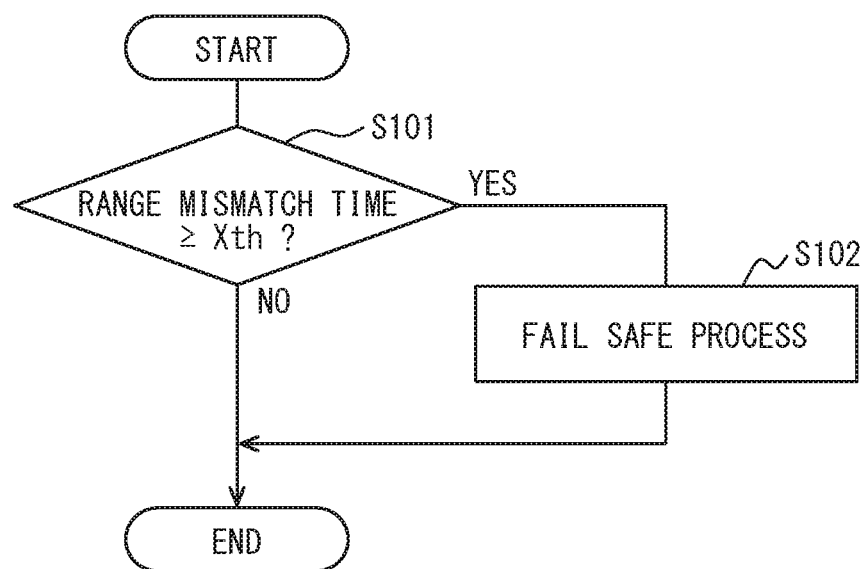 START
S101
RANGE MISMATCH TIME
≥ Xth ?
YES
NO
S102
FAIL SAFE PROCESS
END